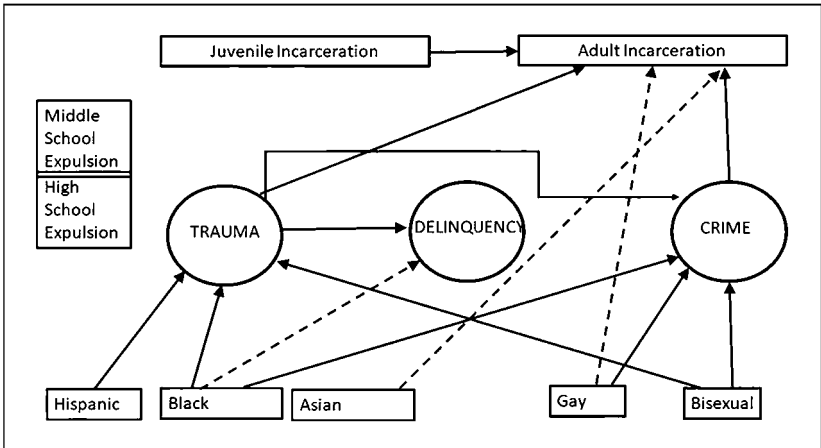 Juvenile Incarceration
Adult Incarceration
Middle
School
Expulsion
High
School
Expulsion
TRAUMA
DELINQUENCY
CRIME
Hispanic
Black
Asian
Gay
Bisexual